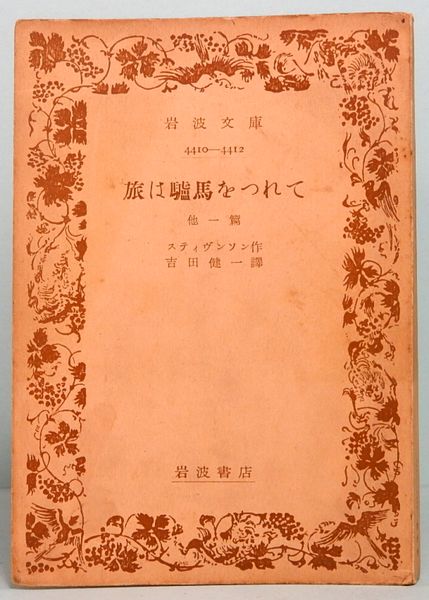 岩波文庫
4410—4412
旅は驢馬をつれて
他一篇
スティヴンソン作
吉田健一譯
岩波書店